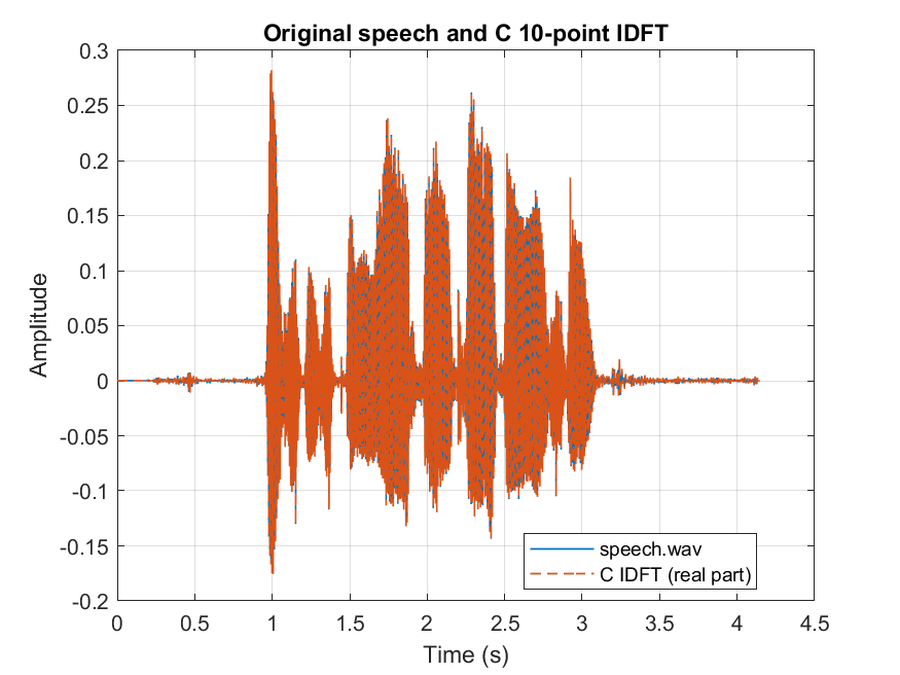 Original speech and C 10-point IDFT
0.3
0.25
0.2
0.15
0.1
0.05
0
-0.05
-0.1
-0.15
-0.2
Amplitude
speech.wav
C IDFT (real part)
0 0.5 1 1.5 2 2.5 3 3.5 4 4.5
Time (s)